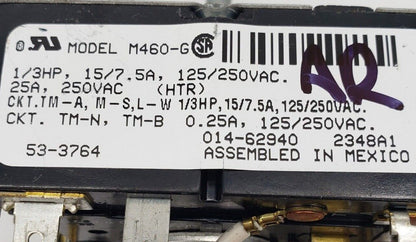 MODEL M460-G
1/3HP, 15/7.5A, 125/250VAC.
25A, 250VAC (HTR)
CKT.TM-A, M-S,L-W 1/3HP,15/7.5A,125/250VAC.
CKT. TM-N, TM-B 0.25A, 125/250VAC.
014-62940 2348A1
53-3764 ASSEMBLED IN MEXICO